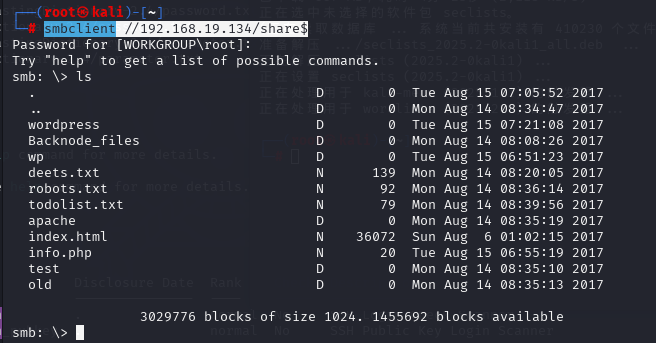 (root㉿kali)-[~]
# smbclient //192.168.19.134/share$
Password for [WORKGROUP\root]:
Try "help" to get a list of possible commands.
smb: \> ls
. D 0 Tue Aug 15 07:05:52 2017
.. D 0 Mon Aug 14 08:34:47 2017
wordpress D 0 Tue Aug 15 07:21:08 2017
Backnode_files D 0 Mon Aug 14 08:08:26 2017
wp D 0 Tue Aug 15 06:51:23 2017
deets.txt N 139 Mon Aug 14 08:20:05 2017
robots.txt N 92 Mon Aug 14 08:36:14 2017
todolist.txt N 79 Mon Aug 14 08:39:56 2017
apache D 0 Mon Aug 14 08:35:19 2017
index.html N 36072 Sun Aug 6 01:02:15 2017
info.php N 20 Tue Aug 15 06:55:19 2017
test D 0 Mon Aug 14 08:35:10 2017
old D 0 Mon Aug 14 08:35:13 2017
3029776 blocks of size 1024. 1455692 blocks available
smb: \>